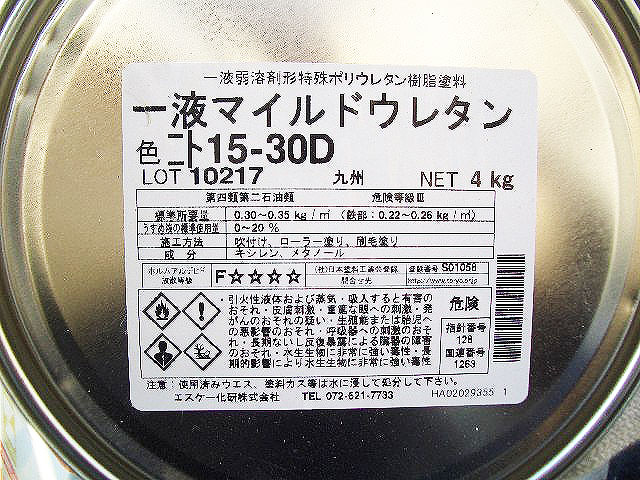 一液弱溶剤形特殊ポリウレタン樹脂塗料
一液マイルドウレタン
色 ニト15-30D
LOT 10217 九州 NET 4 kg
第四類第二石油類 危険等級Ⅲ
標準所要量 0.30~0.35 kg/㎡ (鉄部:0.22~0.26 kg/㎡)
うすめ液の標準使用量 0~20 %
施工方法 吹付け、ローラー塗り、刷毛塗り
成分 キシレン、メタノール
ホルムアルデヒド放散等級 F☆☆☆☆ (社)日本塗料工業会登録 登録番号 S01058
問合せ先 http://www.toryo.or.jp
・引火性液体および蒸気・吸入すると有害の
おそれ・皮膚刺激・重篤な眼への刺激・発
がんのおそれの疑い・生殖能または胎児へ
の悪影響のおそれ・呼吸器への刺激のおそ
れ・長期ないし反復暴露による臓器の障害
のおそれ・水生生物に非常に強い毒性・長
期的影響により水生生物に非常に強い毒性
危険
指針番号
128
国連番号
1263
注意:使用済みウエス、塗料カス等は水に浸して処分して下さい。
エスケー化研株式会社 TEL 072-621-7733 HA02029355 1